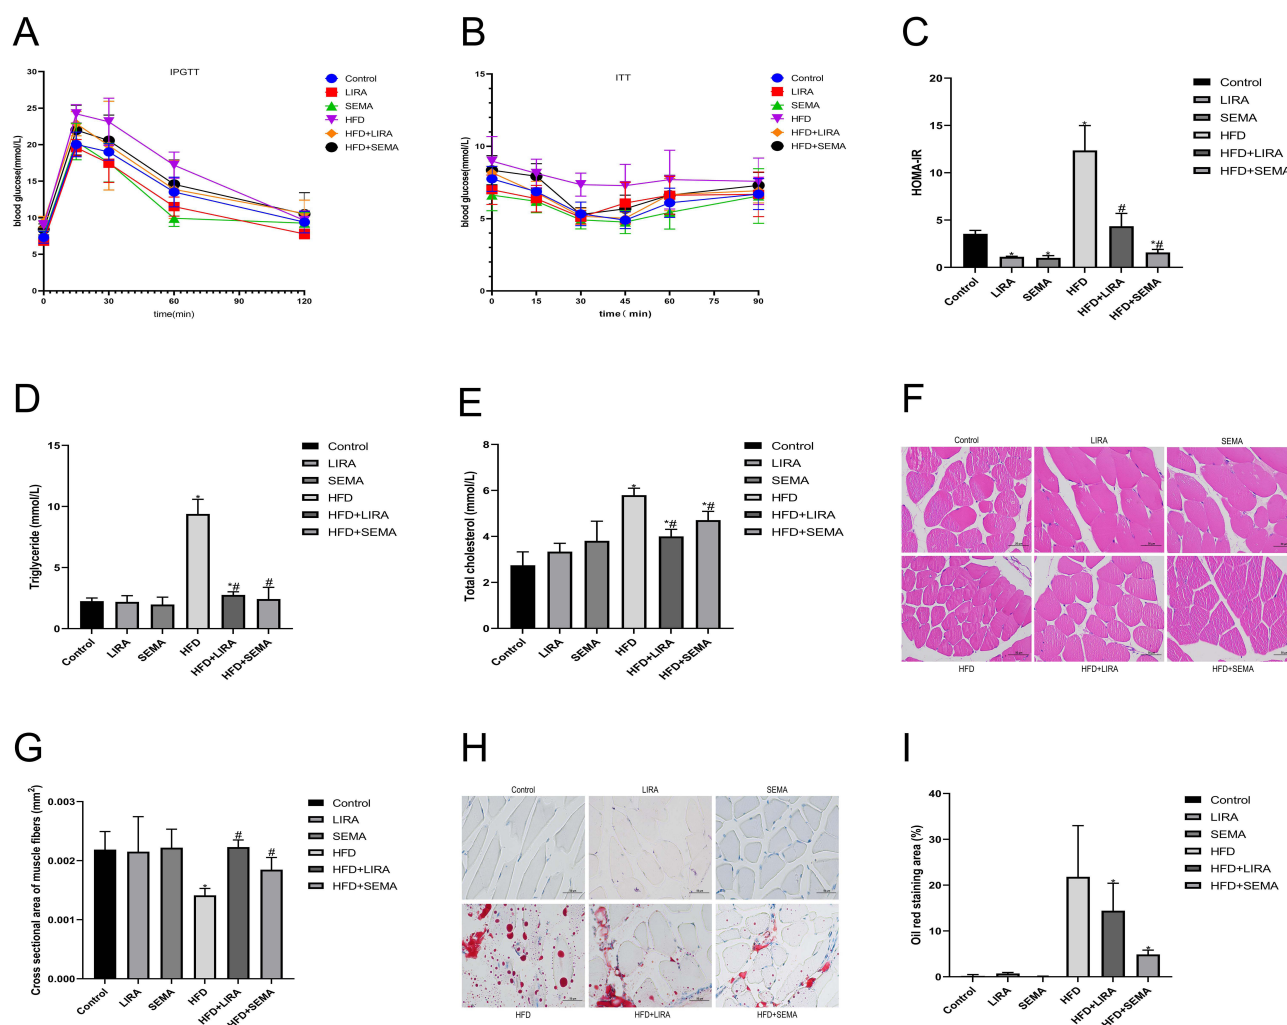 A
IPGTT
blood glucose(mmol/L)
30
25
20
15
10
5
0
0
30
60
90
120
time(min)
Control
LIRA
SEMA
HFD
HFD+LIRA
HFD+SEMA
B
ITT
blood glucose(mmol/L)
15
10
5
0
0
15
30
45
60
75
90
time( min)
Control
LIRA
SEMA
HFD
HFD+LIRA
HFD+SEMA
C
HOMA-IR
20
15
10
5
0
*
*
*
#
*#
Control
LIRA
SEMA
HFD
HFD+LIRA
HFD+SEMA
Control
LIRA
SEMA
HFD
HFD+LIRA
HFD+SEMA
D
Triglyceride (mmol/L)
15
10
5
0
*
*#
#
Control
LIRA
SEMA
HFD
HFD+LIRA
HFD+SEMA
Control
LIRA
SEMA
HFD
HFD+LIRA
HFD+SEMA
E
Total cholesterol (mmol/L)
8
6
4
2
0
*
*#
*#
Control
LIRA
SEMA
HFD
HFD+LIRA
HFD+SEMA
Control
LIRA
SEMA
HFD
HFD+LIRA
HFD+SEMA
F
Control
LIRA
SEMA
HFD
HFD+LIRA
HFD+SEMA
G
Cross sectional area of muscle fibers (mm²)
0.003
0.002
0.001
0.000
*
#
#
Control
LIRA
SEMA
HFD
HFD+LIRA
HFD+SEMA
Control
LIRA
SEMA
HFD
HFD+LIRA
HFD+SEMA
H
Control
LIRA
SEMA
HFD
HFD+LIRA
HFD+SEMA
I
Oil red staining area (%)
40
30
20
10
0
*
*
Control
LIRA
SEMA
HFD
HFD+LIRA
HFD+SEMA
Control
LIRA
SEMA
HFD
HFD+LIRA
HFD+SEMA